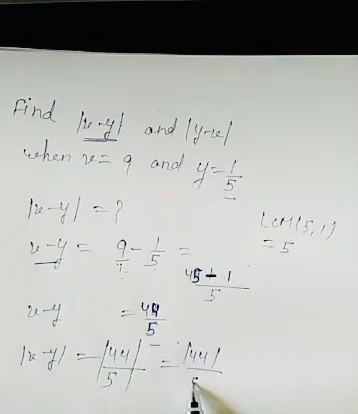 Find |x-y| and |y-x|
when x = 9 and y = 1/5
|x-y| = ?
LCM(5,1) = 5
x-y = 9/1 - 1/5 = 45-1/5
x-y = 44/5
|x-y| = |44/5| = |44|/5